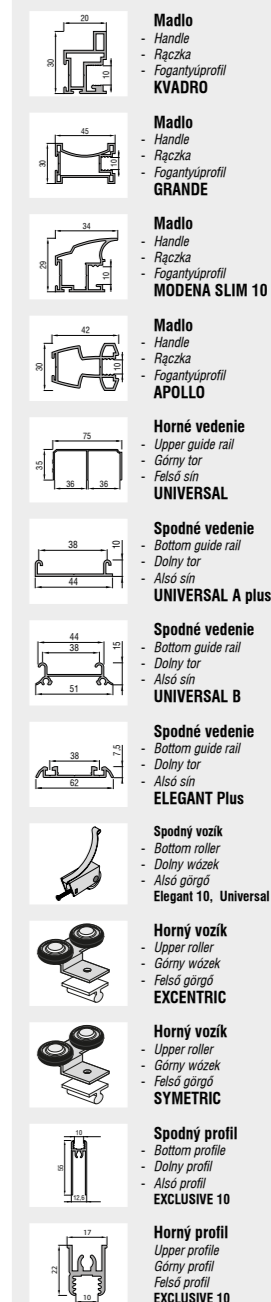 20
30
10
Madlo
- Handle
- Rączka
- Fogantyúprofil
KVADRO
45
30
10
Madlo
- Handle
- Rączka
- Fogantyúprofil
GRANDE
34
29
10
Madlo
- Handle
- Rączka
- Fogantyúprofil
MODENA SLIM 10
42
30
10
Madlo
- Handle
- Rączka
- Fogantyúprofil
APOLLO
75
35
36
36
Horné vedenie
- Upper guide rail
- Górny tor
- Felső sín
UNIVERSAL
38
10
44
Spodné vedenie
- Bottom guide rail
- Dolny tor
- Alsó sín
UNIVERSAL A plus
44
38
15
51
Spodné vedenie
- Bottom guide rail
- Dolny tor
- Alsó sín
UNIVERSAL B
38
7,5
62
Spodné vedenie
- Bottom guide rail
- Dolny tor
- Alsó sín
ELEGANT Plus
Spodný vozík
- Bottom roller
- Dolny wózek
- Alsó görgő
Elegant 10, Universal
Horný vozík
- Upper roller
- Górny wózek
- Felső görgő
EXCENTRIC
Horný vozík
- Upper roller
- Górny wózek
- Felső görgő
SYMETRIC
10
55
12,6
Spodný profil
- Bottom profile
- Dolny profil
- Alsó profil
EXCLUSIVE 10
17
22
10
Horný profil
Upper profile
Górny profil
Felső profil
EXCLUSIVE 10